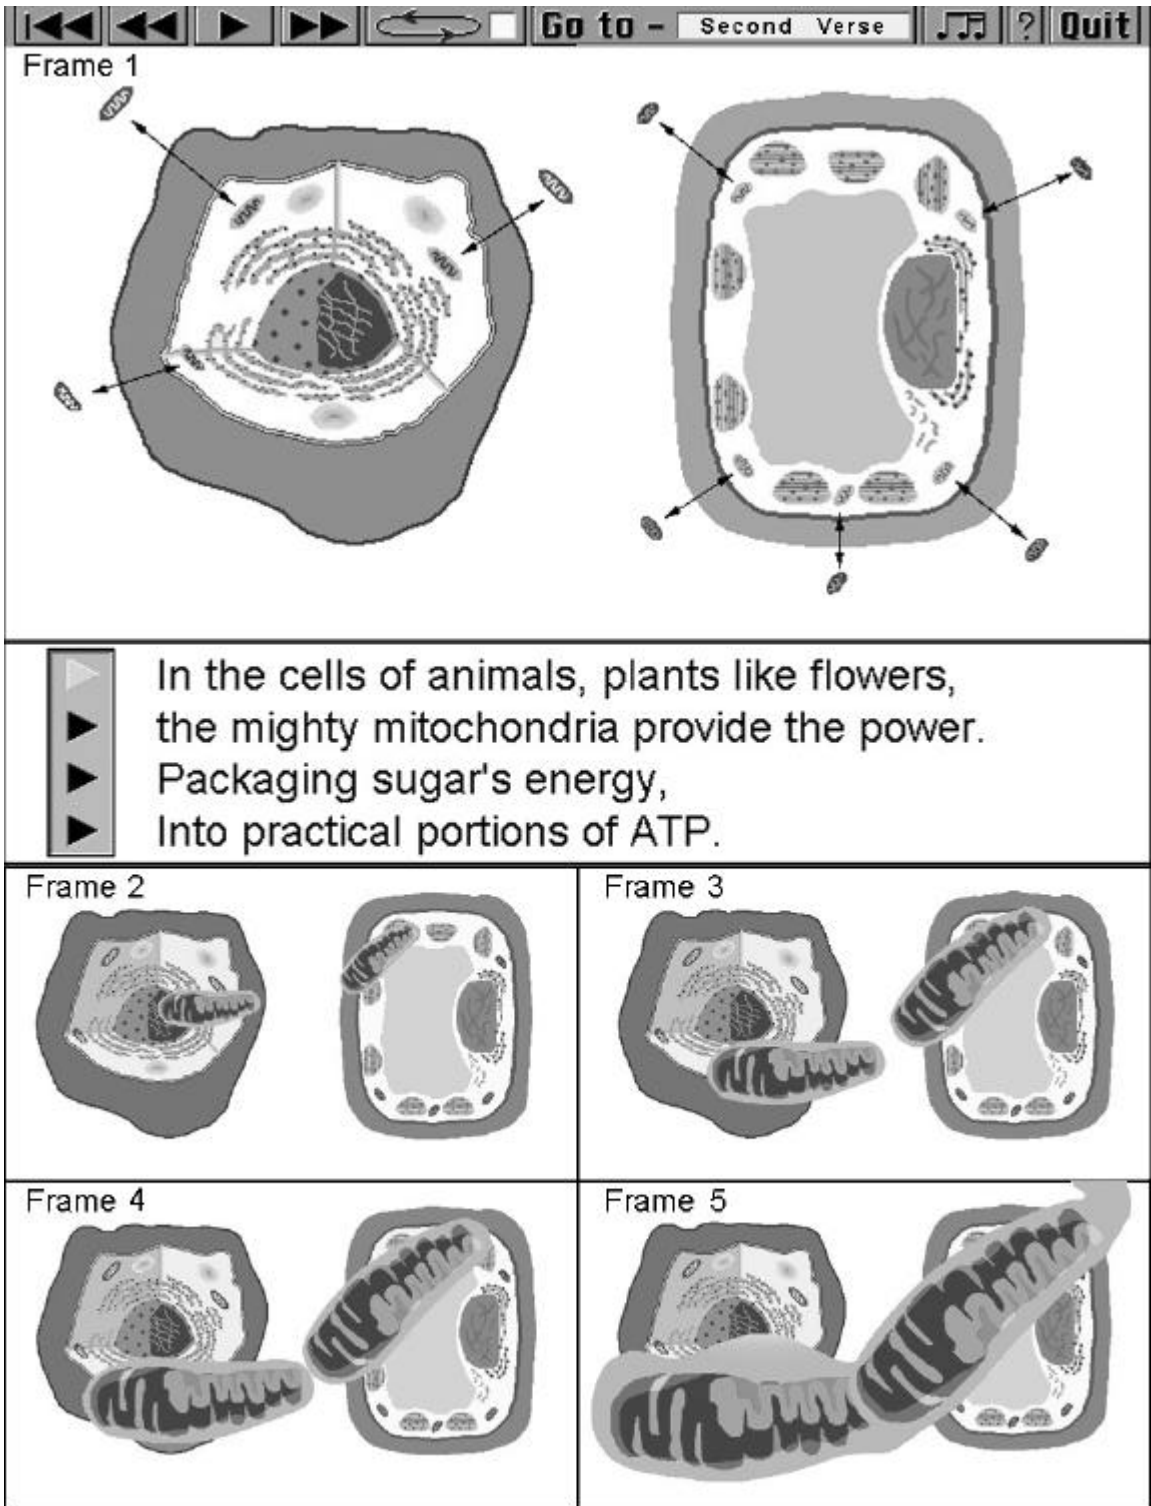 Go to - Second Verse ? Quit
Frame 1
In the cells of animals, plants like flowers,
the mighty mitochondria provide the power.
Packaging sugar's energy,
Into practical portions of ATP.
Frame 2
Frame 3
Frame 4
Frame 5